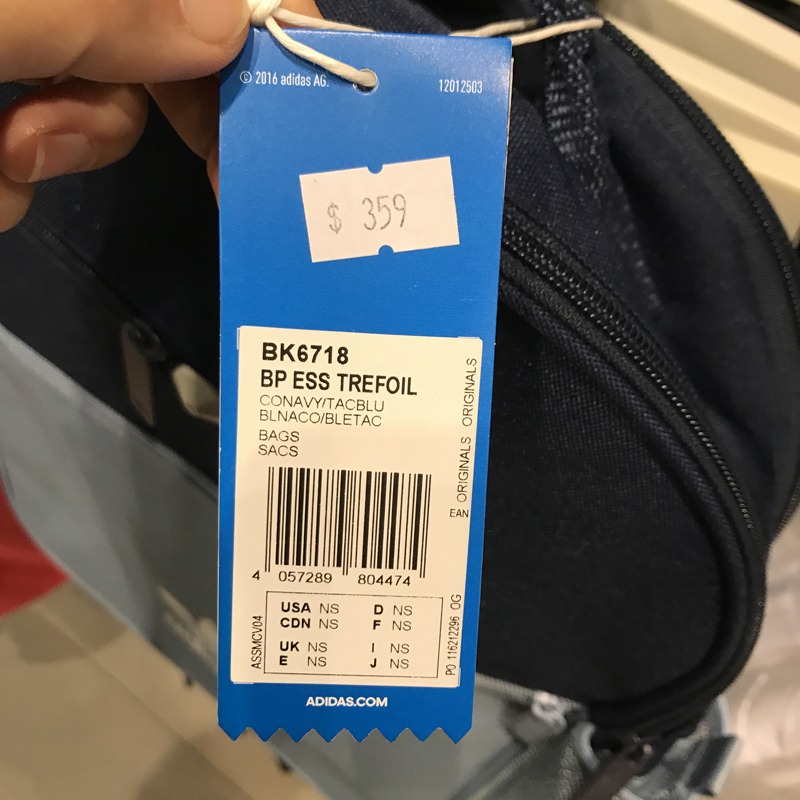 © 2016 adidas AG.
12012503
$ 359
BK6718
BP ESS TREFOIL
CONAVY/TACBLU
BLNACO/BLETAC
BAGS
SACS
EAN ORIGINALS ORIGINALS
4 057289 804474
ASSMCV04
USA NS D NS
CDN NS F NS
UK NS I NS
E NS J NS
PO 116212296 OG
ADIDAS.COM